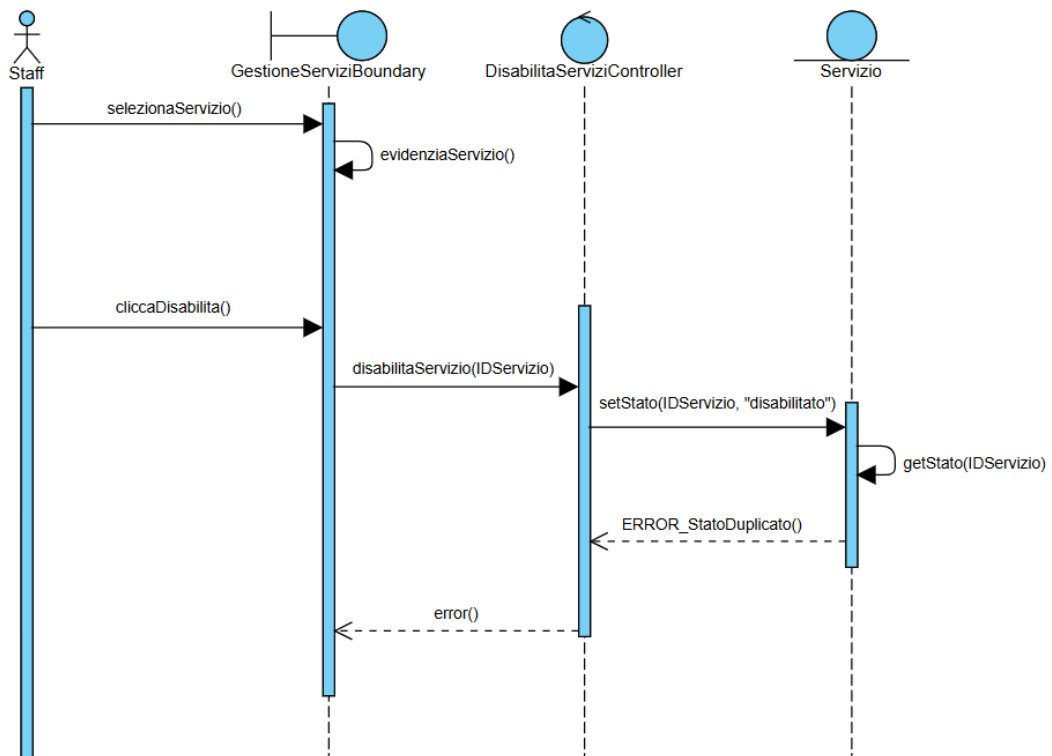 Staff
GestioneServiziBoundary
DisabilitaServiziController
Servizio
selezionaServizio()
evidenziaServizio()
cliccaDisabilita()
disabilitaServizio(IDServizio)
setStato(IDServizio, "disabilitato")
getStato(IDServizio)
ERROR_StatoDuplicato()
error()